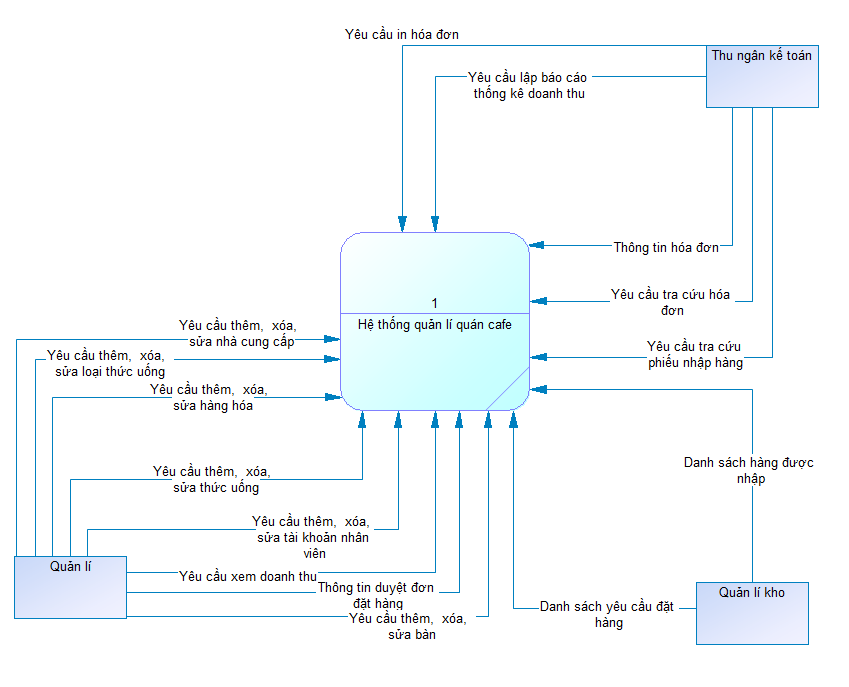 Yêu cầu in hóa đơn
Thu ngân kế toán
Yêu cầu lập báo cáo
thống kê doanh thu
Thông tin hóa đơn
1
Yêu cầu tra cứu hóa
đơn
Hệ thống quản lí quán cafe
Yêu cầu thêm, xóa,
sửa nhà cung cấp
Yêu cầu tra cứu
phiếu nhập hàng
Yêu cầu thêm, xóa,
sửa loại thức uống
Yêu cầu thêm, xóa,
sửa hàng hóa
Danh sách hàng được
nhập
Yêu cầu thêm, xóa,
sửa thức uống
Yêu cầu thêm, xóa,
sửa tài khoản nhân
viên
Quản lí
Yêu cầu xem doanh thu
Thông tin duyệt đơn
đặt hàng
Yêu cầu thêm, xóa,
sửa bàn
Quản lí kho
Danh sách yêu cầu đặt
hàng